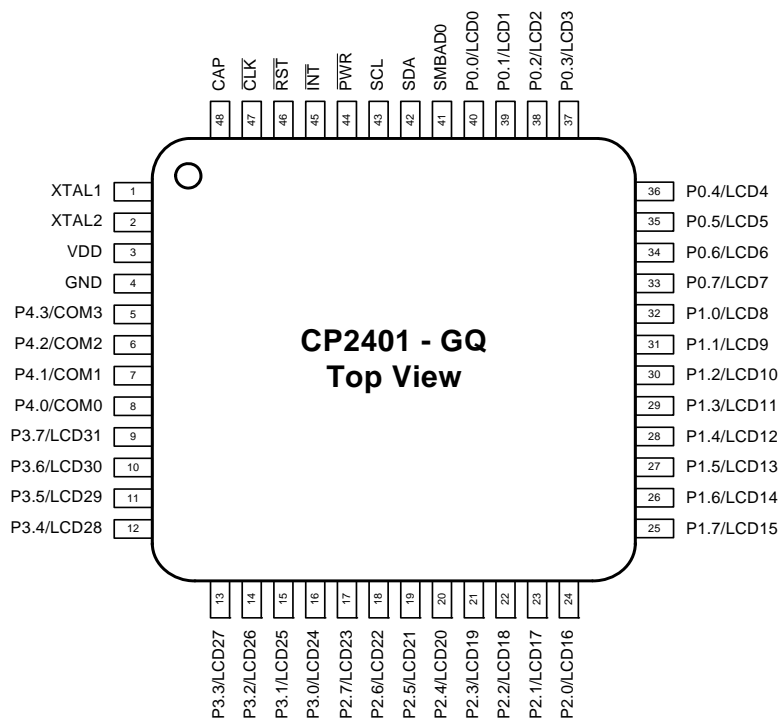 CAP
CLK
RST
INT
PWR
SCL
SDA
SMBAD0
P0.0/LCD0
P0.1/LCD1
P0.2/LCD2
P0.3/LCD3
48
47
46
45
44
43
42
41
40
39
38
37
XTAL1 1
XTAL2 2
VDD 3
GND 4
P4.3/COM3 5
P4.2/COM2 6
P4.1/COM1 7
P4.0/COM0 8
P3.7/LCD31 9
P3.6/LCD30 10
P3.5/LCD29 11
P3.4/LCD28 12
CP2401 - GQ
Top View
36 P0.4/LCD4
35 P0.5/LCD5
34 P0.6/LCD6
33 P0.7/LCD7
32 P1.0/LCD8
31 P1.1/LCD9
30 P1.2/LCD10
29 P1.3/LCD11
28 P1.4/LCD12
27 P1.5/LCD13
26 P1.6/LCD14
25 P1.7/LCD15
13
14
15
16
17
18
19
20
21
22
23
24
P3.3/LCD27
P3.2/LCD26
P3.1/LCD25
P3.0/LCD24
P2.7/LCD23
P2.6/LCD22
P2.5/LCD21
P2.4/LCD20
P2.3/LCD19
P2.2/LCD18
P2.1/LCD17
P2.0/LCD16